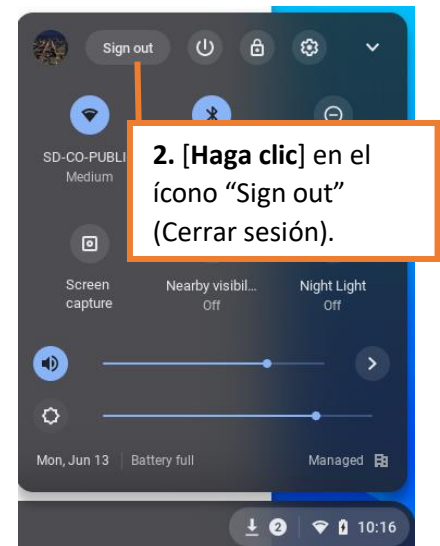 Sign out
SD-CO-PUBLI
Medium
2. [Haga clic] en el
ícono “Sign out”
(Cerrar sesión).
Screen
capture
Nearby visibil...
Off
Night Light
Off
Mon, Jun 13 | Battery full
Managed
2 10:16